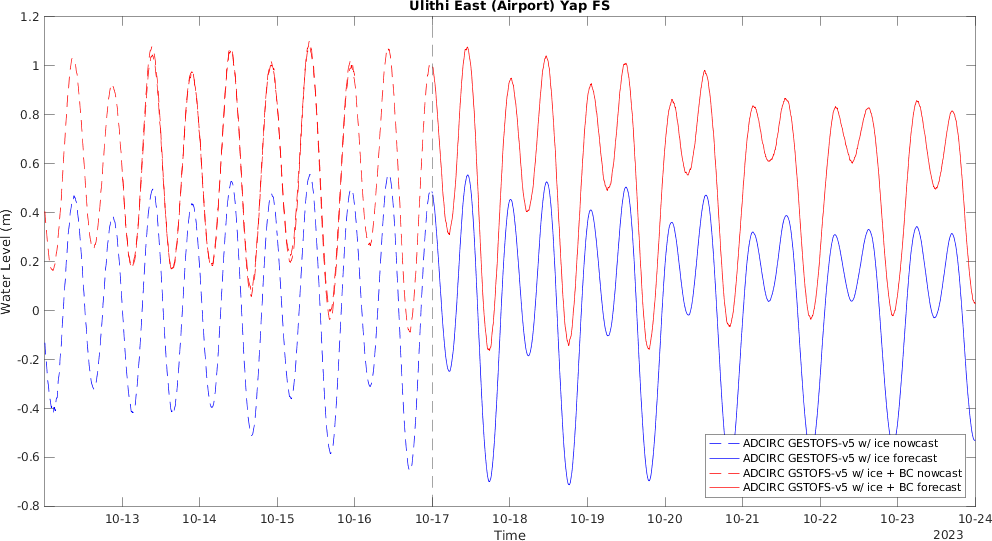 Ulithi East (Airport) Yap FS
Water Level (m)
1.2
1
0.8
0.6
0.4
0.2
0
-0.2
-0.4
-0.6
-0.8
ADCIRC GESTOFS-v5 w/ ice nowcast
ADCIRC GESTOFS-v5 w/ ice forecast
ADCIRC GSTOFS-v5 w/ ice + BC nowcast
ADCIRC GSTOFS-v5 w/ ice + BC forecast
10-13 10-14 10-15 10-16 10-17 10-18 10-19 10-20 10-21 10-22 10-23 10-24
Time
2023